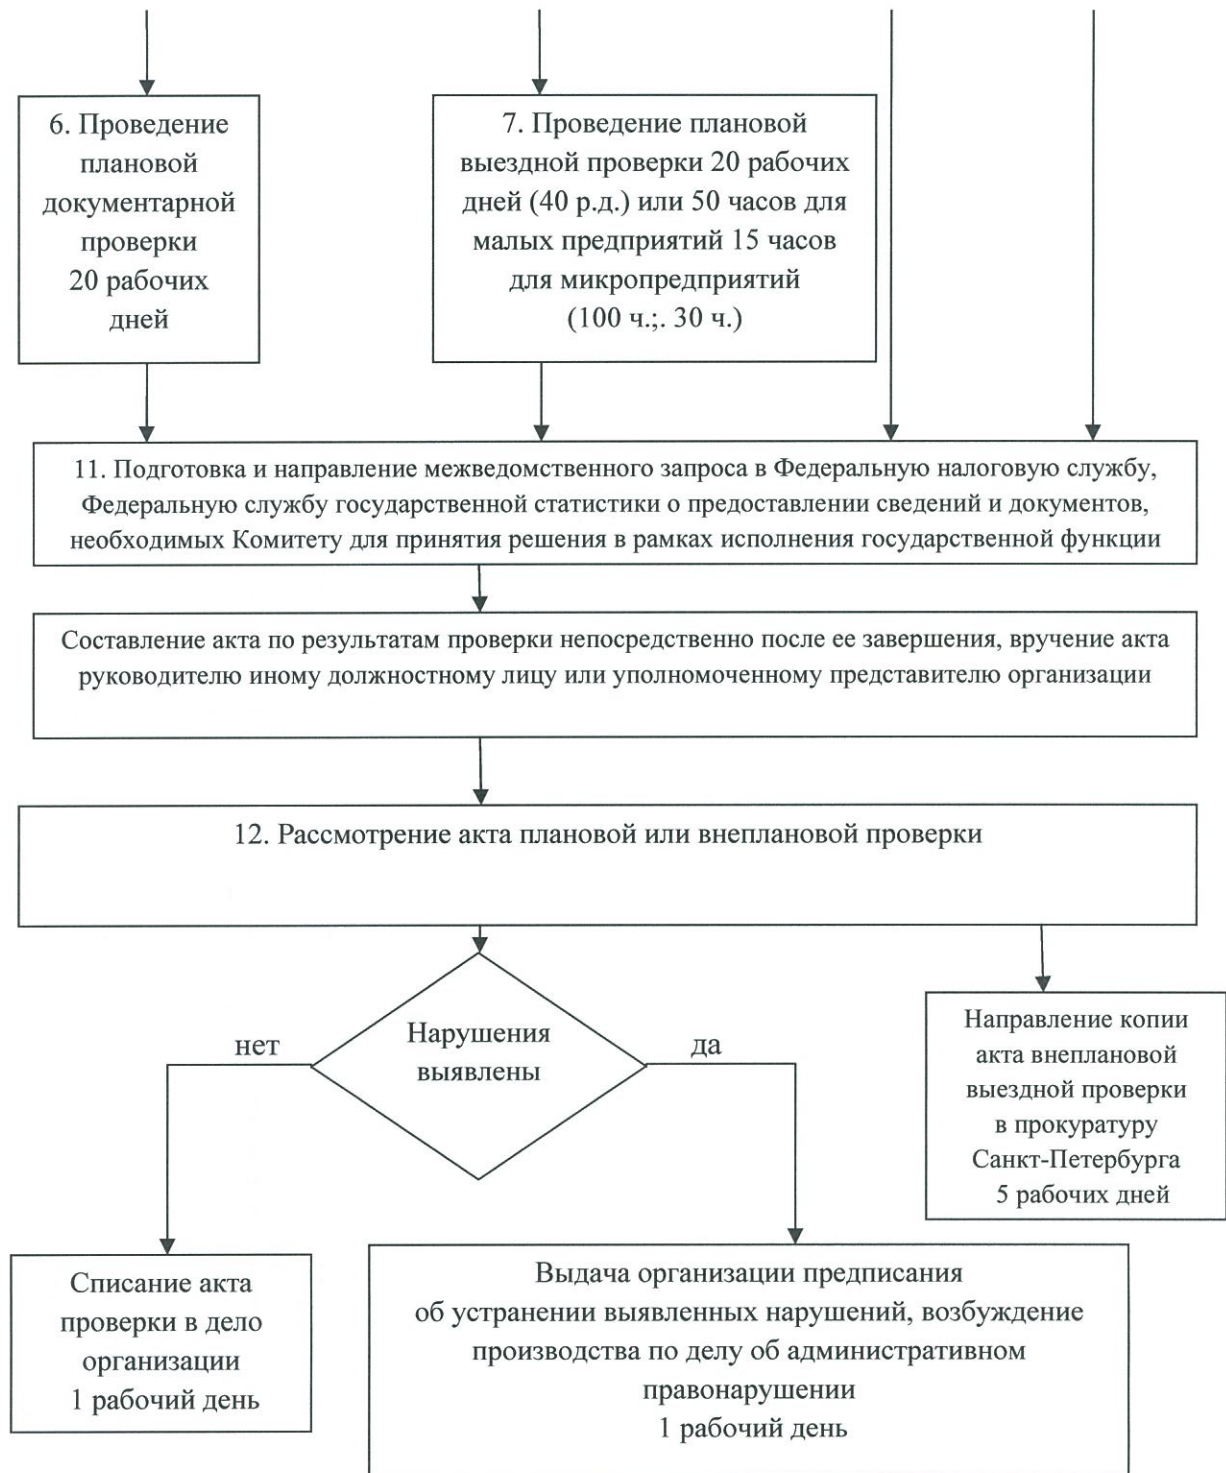 6. Проведение
плановой
документарной
проверки
20 рабочих
дней
7. Проведение плановой
выездной проверки 20 рабочих
дней (40 р.д.) или 50 часов для
малых предприятий 15 часов
для микропредприятий
(100 ч.;. 30 ч.)
11. Подготовка и направление межведомственного запроса в Федеральную налоговую службу,
Федеральную службу государственной статистики о предоставлении сведений и документов,
необходимых Комитету для принятия решения в рамках исполнения государственной функции
Составление акта по результатам проверки непосредственно после ее завершения, вручение акта
руководителю иному должностному лицу или уполномоченному представителю организации
12. Рассмотрение акта плановой или внеплановой проверки
нет
Нарушения
выявлены
да
Направление копии
акта внеплановой
выездной проверки
в прокуратуру
Санкт-Петербурга
5 рабочих дней
Списание акта
проверки в дело
организации
1 рабочий день
Выдача организации предписания
об устранении выявленных нарушений, возбуждение
производства по делу об административном
правонарушении
1 рабочий день